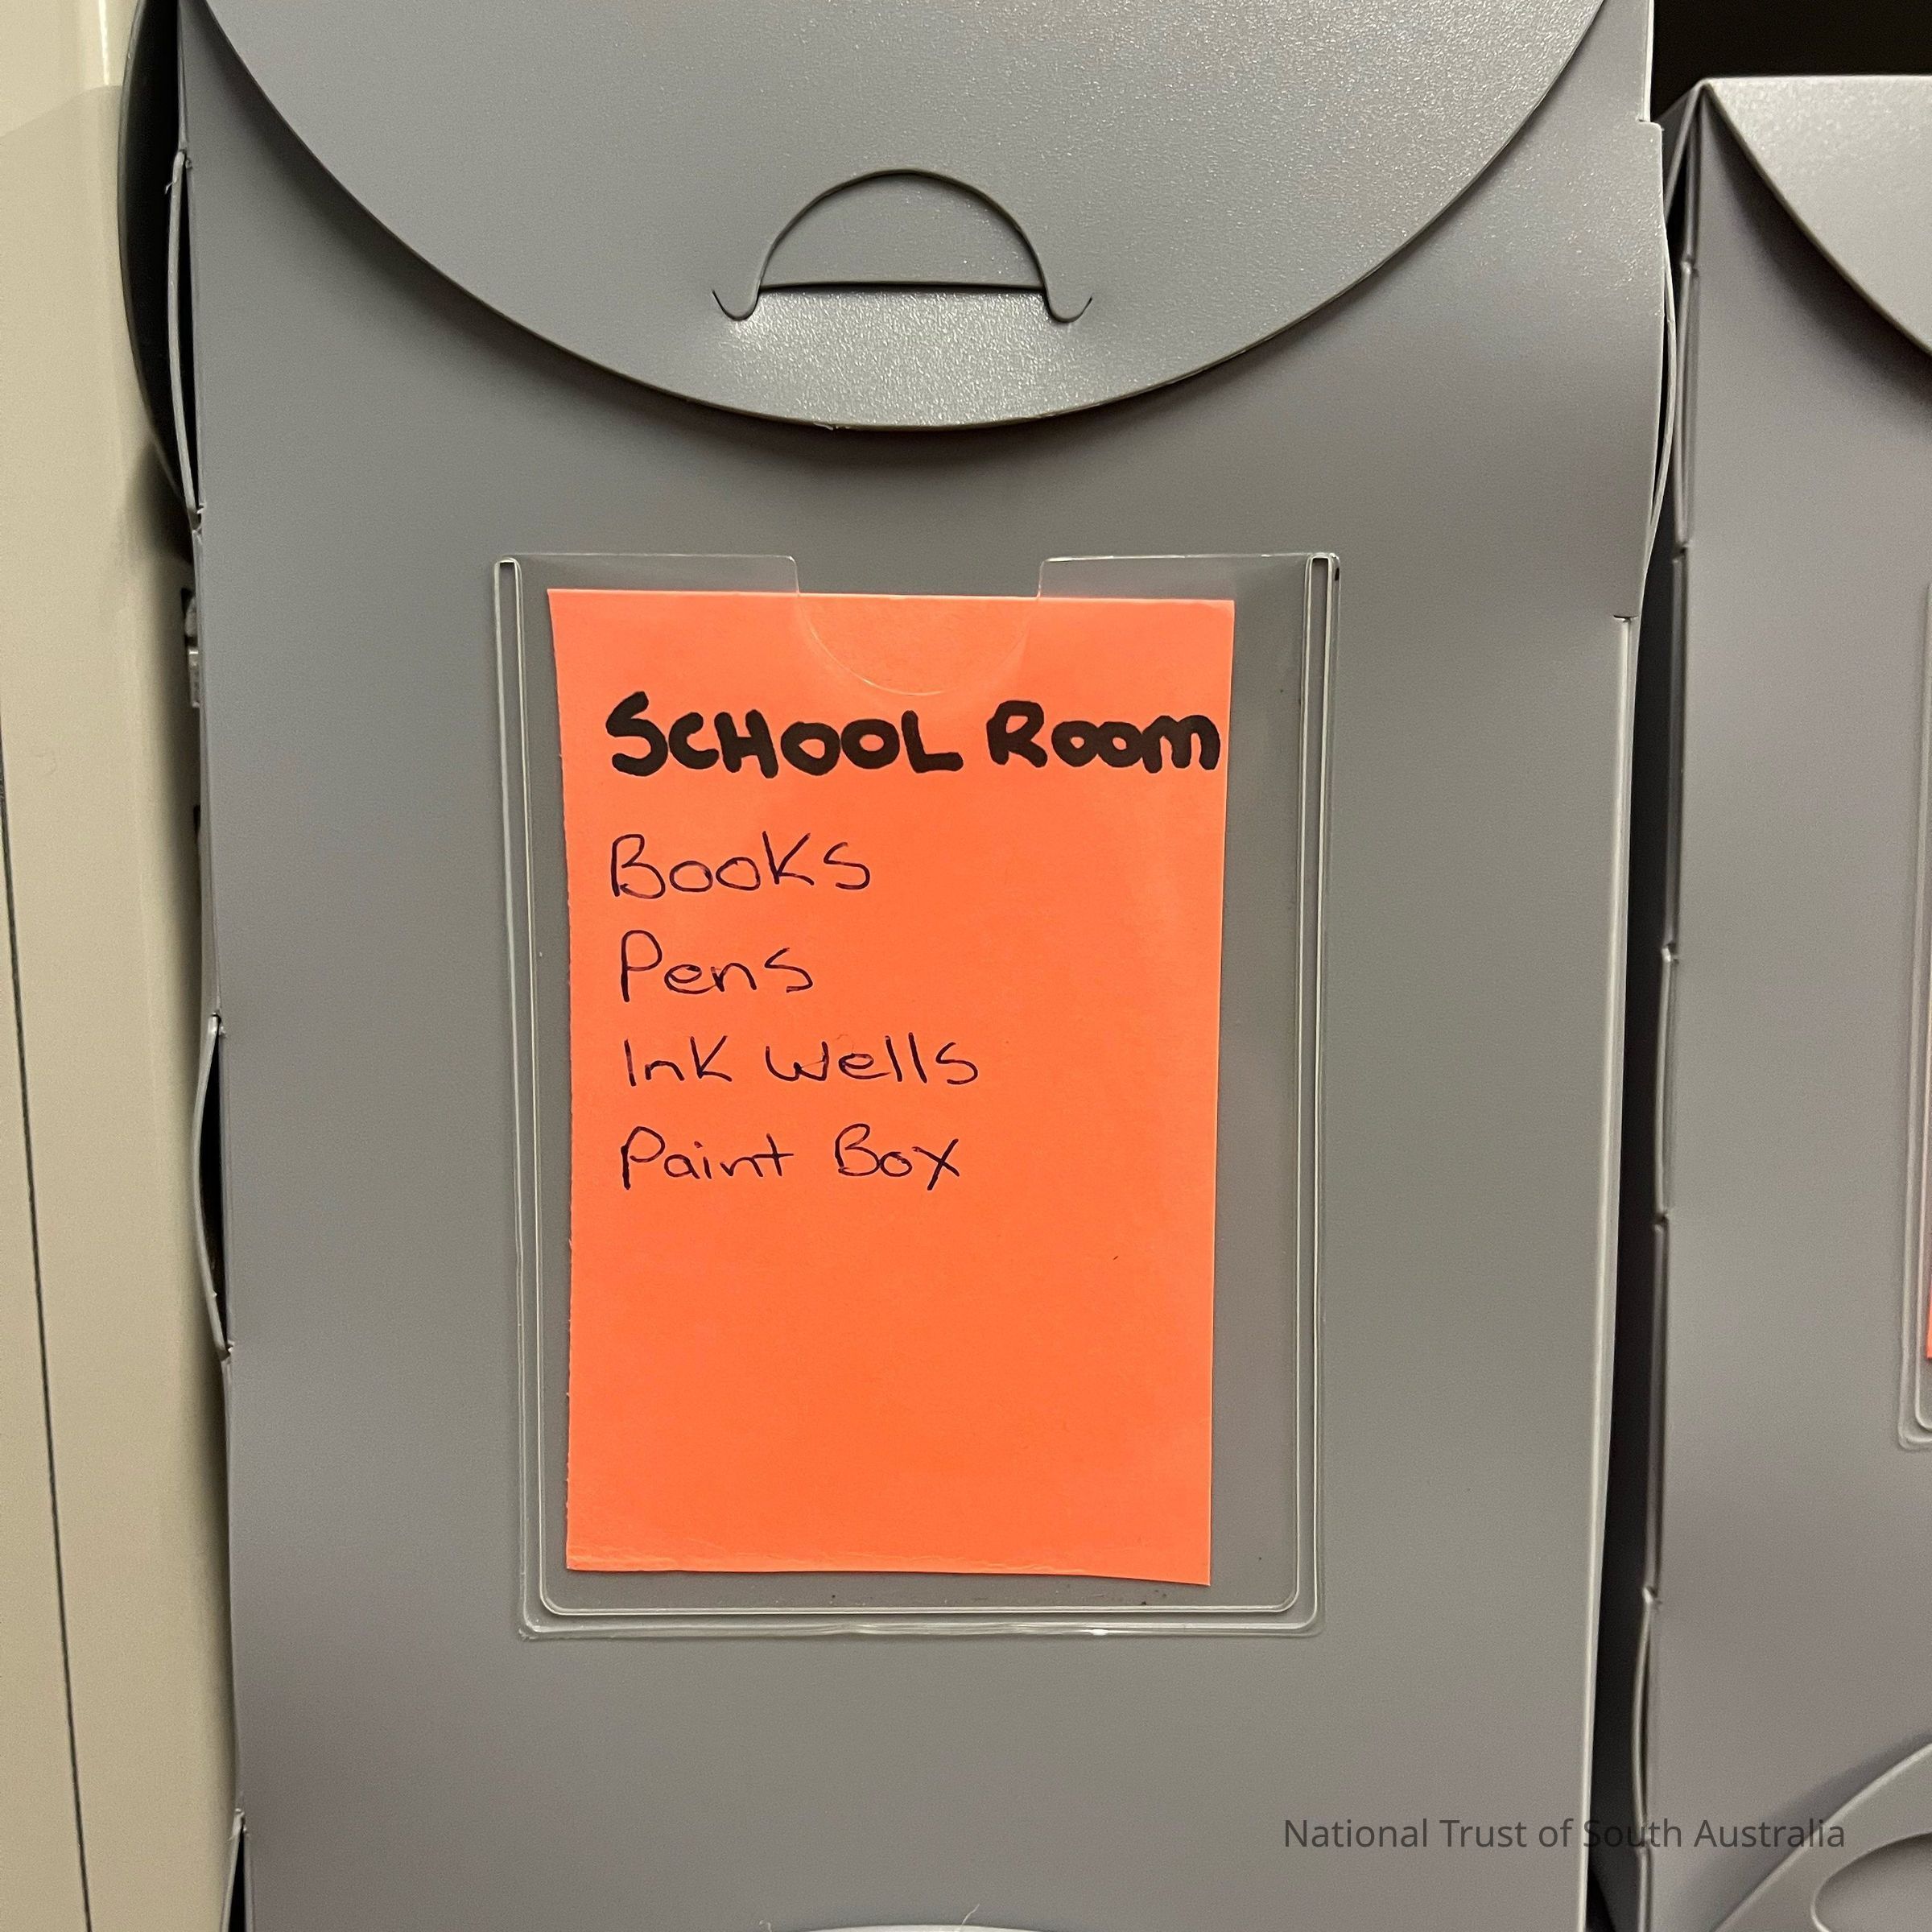 SCHOOL Room
Books
Pens
Ink Wells
Paint Box
National Trust of South Australia